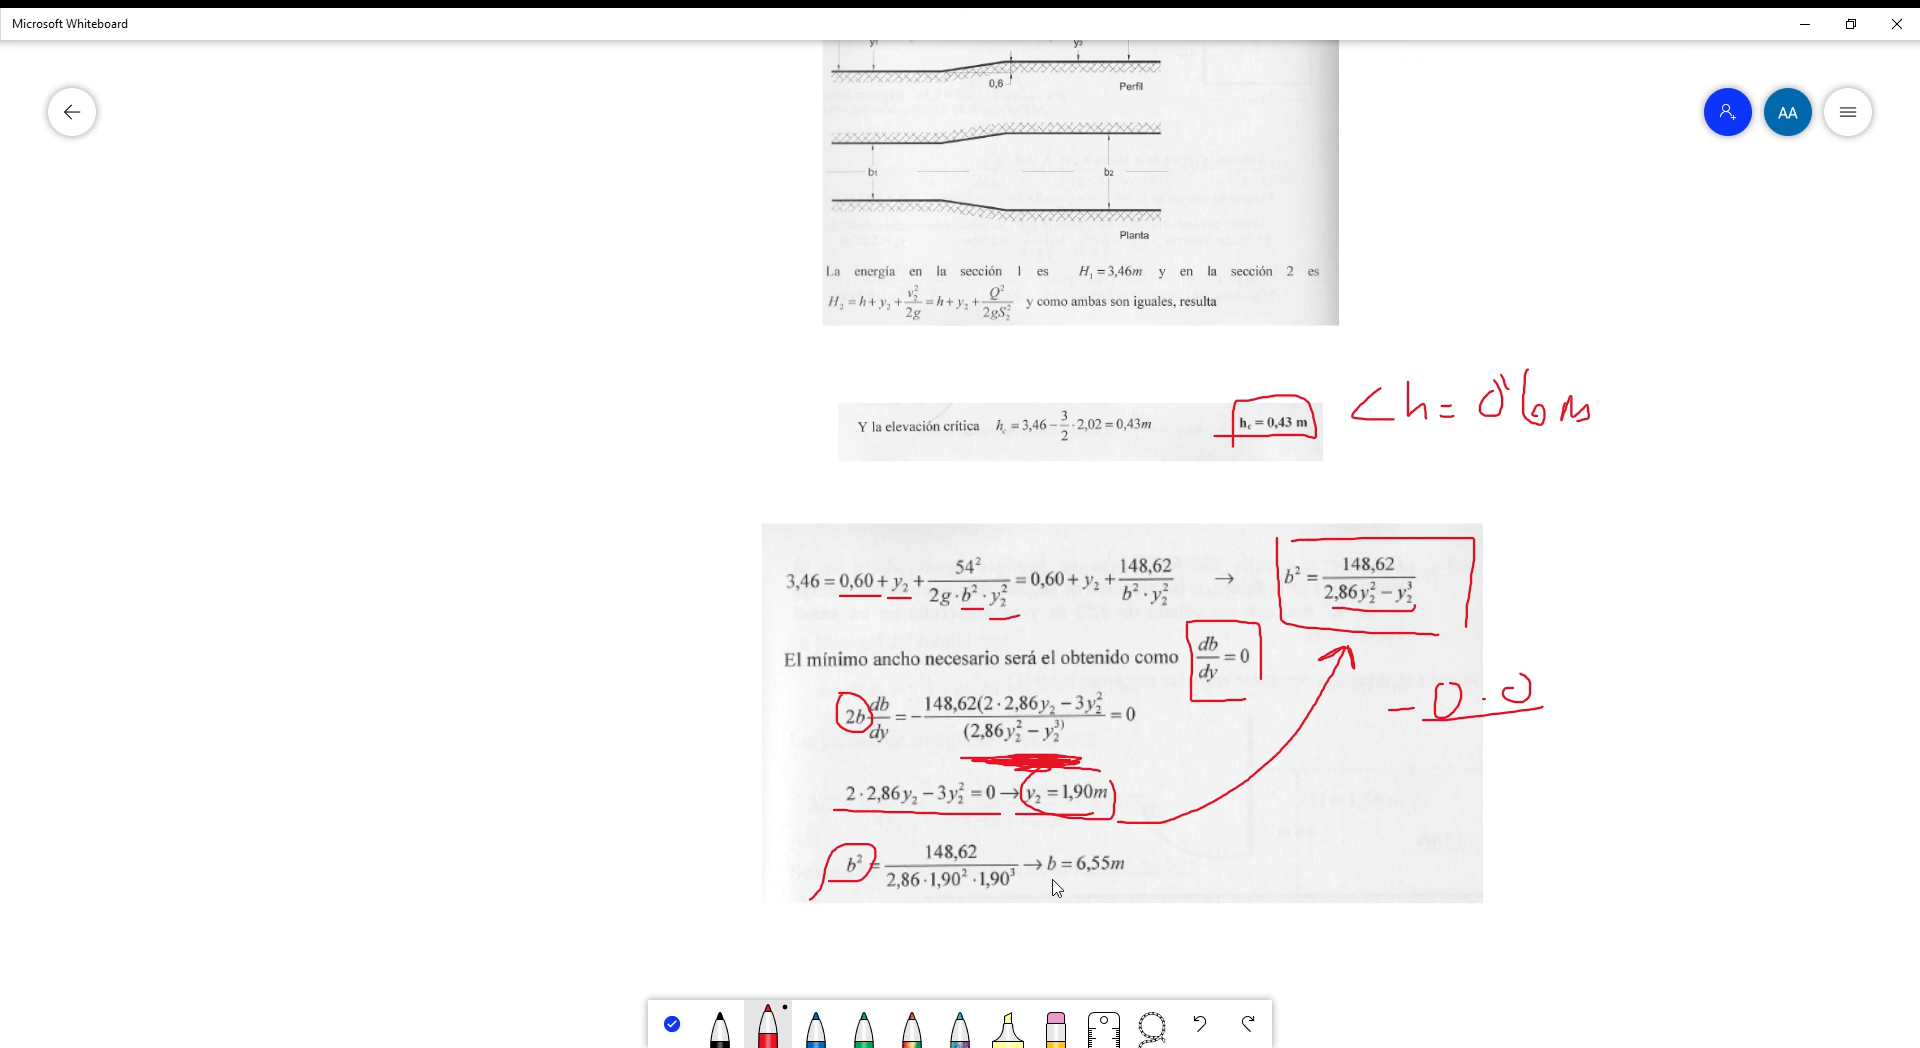 Microsoft Whiteboard
y₁ y₂
0,6
Perfil
AA
b₁ b₂
Planta
La energía en la sección 1 es H₁ = 3,46m y en la sección 2 es
H₂ = h + y₂ + v₂²/2g = h + y₂ + Q²/2gS₂² y como ambas son iguales, resulta
< h = 0'6 m
Y la elevación crítica h_c = 3,46 − 3/2 · 2,02 = 0,43m h_c = 0,43 m
3,46 = 0,60 + y₂ + 54²/(2g · b² · y₂²) = 0,60 + y₂ + 148,62/(b² · y₂²) → b² = 148,62/(2,86y₂² − y₂³)
El mínimo ancho necesario será el obtenido como db/dy = 0
− 0 · 0
2b db/dy = − 148,62(2 · 2,86y₂ − 3y₂²/(2,86y₂² − y₂³) = 0
2 · 2,86y₂ − 3y₂² = 0 → y₂ = 1,90m
b² = 148,62/(2,86 · 1,90² · 1,90³) → b = 6,55m